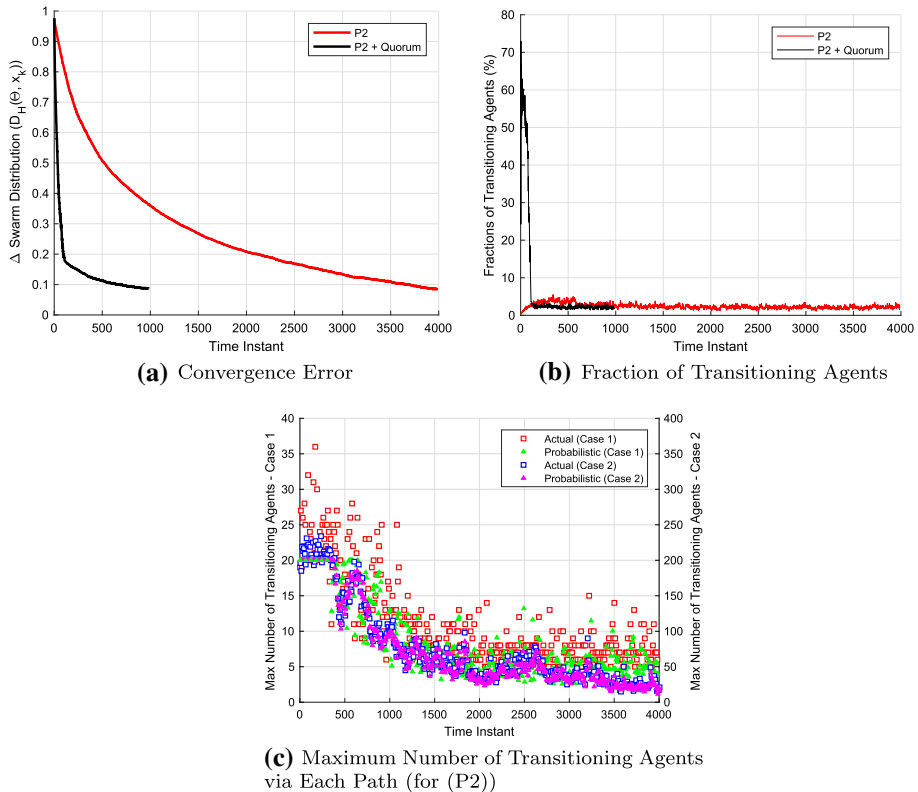 1
0.9
0.8
0.7
0.6
0.5
0.4
0.3
0.2
0.1
0
Δ Swarm Distribution (D_H(Θ, x_k))
P2
P2 + Quorum
0 500 1000 1500 2000 2500 3000 3500 4000
Time Instant
(a) Convergence Error
80
70
60
50
40
30
20
10
0
Fractions of Transitioning Agents (%)
P2
P2 + Quorum
0 500 1000 1500 2000 2500 3000 3500 4000
Time Instant
(b) Fraction of Transitioning Agents
40
35
30
25
20
15
10
5
0
Max Number of Transitioning Agents - Case 1
Actual (Case 1)
Probabilistic (Case 1)
Actual (Case 2)
Probabilistic (Case 2)
400
350
300
250
200
150
100
50
0
Max Number of Transitioning Agents - Case 2
0 500 1000 1500 2000 2500 3000 3500 4000
Time Instant
(c) Maximum Number of Transitioning Agents
via Each Path (for (P2))